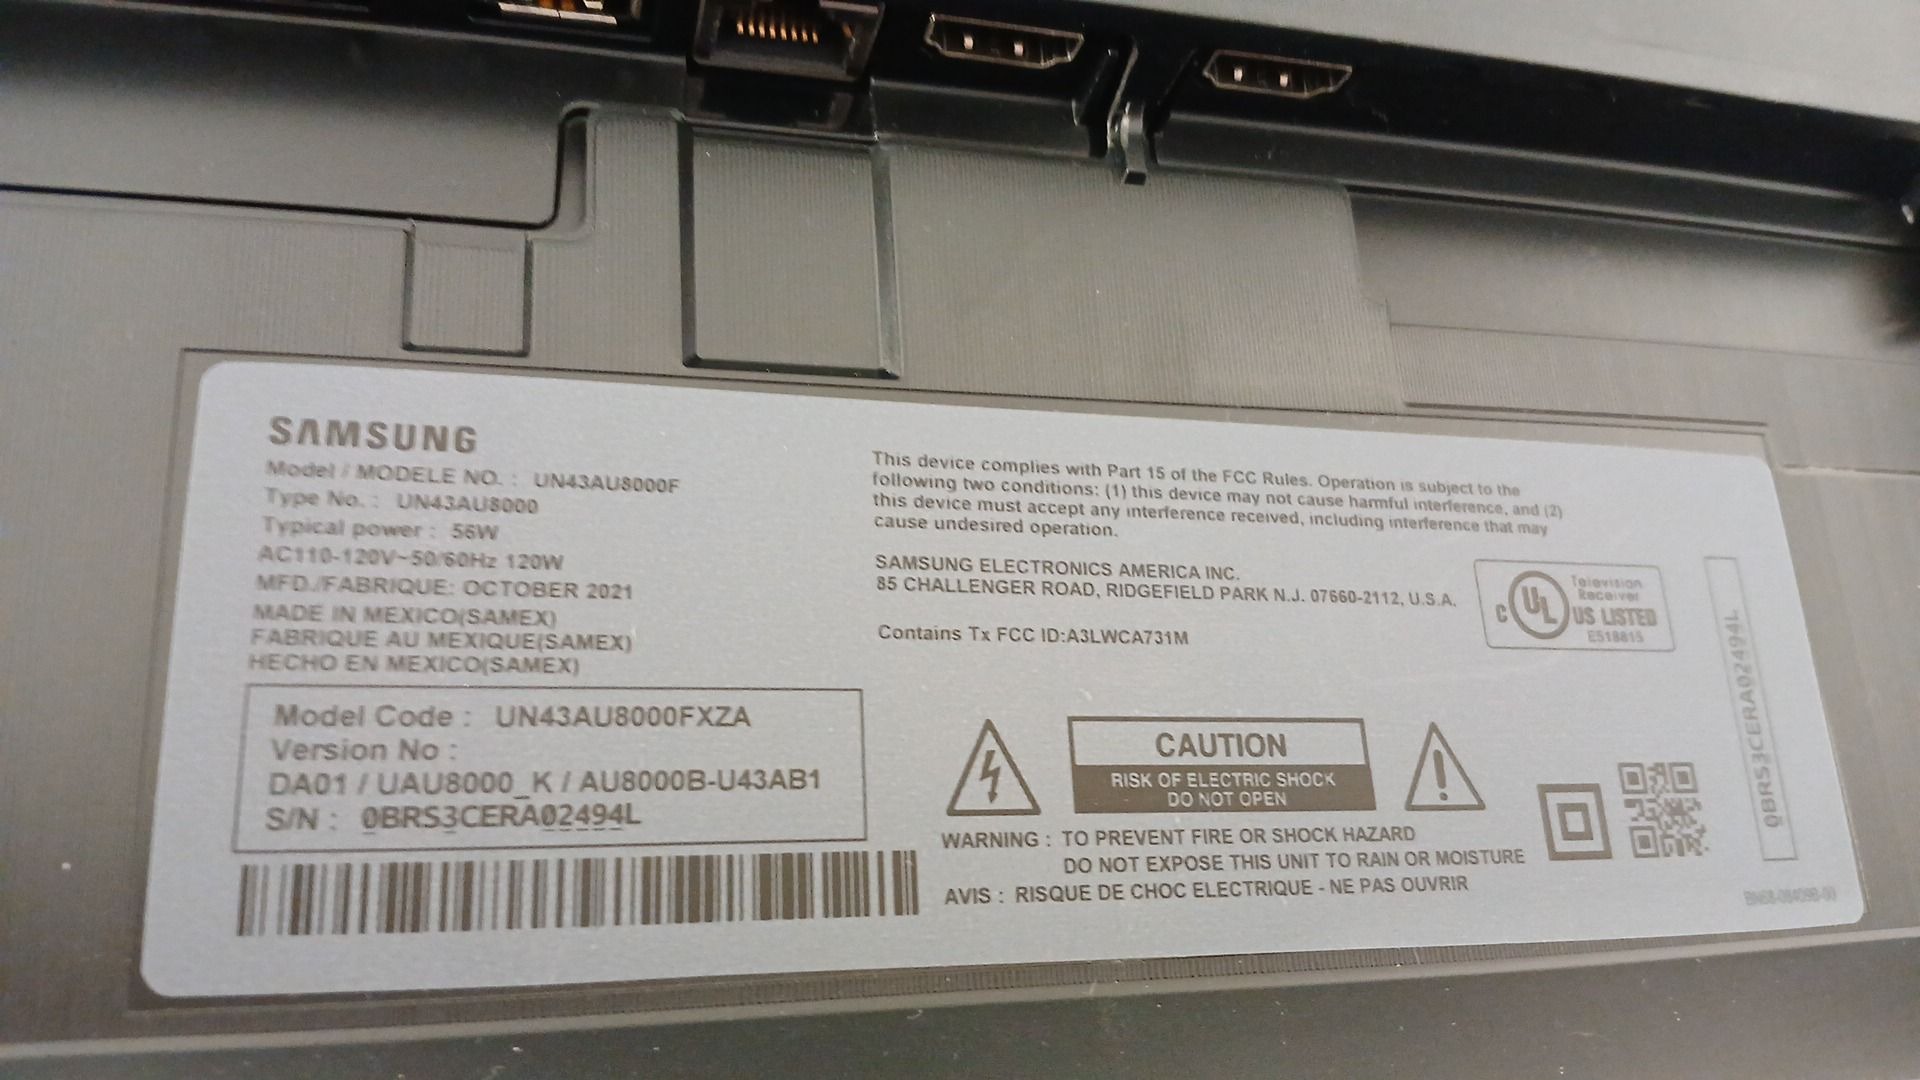 SAMSUNG
Model / MODELE NO. : UN43AU8000F
Type No. : UN43AU8000
Typical power : 56W
AC110-120V~50/60Hz 120W
MFD./FABRIQUE: OCTOBER 2021
MADE IN MEXICO(SAMEX)
FABRIQUE AU MEXIQUE(SAMEX)
HECHO EN MEXICO(SAMEX)
Model Code : UN43AU8000FXZA
Version No :
DA01 / UAU8000_K / AU8000B-U43AB1
S/N : 0BRS3CERA02494L
This device complies with Part 15 of the FCC Rules. Operation is subject to the
following two conditions: (1) this device may not cause harmful interference, and (2)
this device must accept any interference received, including interference that may
cause undesired operation.
SAMSUNG ELECTRONICS AMERICA INC.
85 CHALLENGER ROAD, RIDGEFIELD PARK N.J. 07660-2112, U.S.A.
Contains Tx FCC ID:A3LWCA731M
C UL US LISTED
Television
Receiver
E518815
CAUTION
RISK OF ELECTRIC SHOCK
DO NOT OPEN
WARNING : TO PREVENT FIRE OR SHOCK HAZARD
DO NOT EXPOSE THIS UNIT TO RAIN OR MOISTURE
AVIS : RISQUE DE CHOC ELECTRIQUE - NE PAS OUVRIR
0BRS3CERA02494L